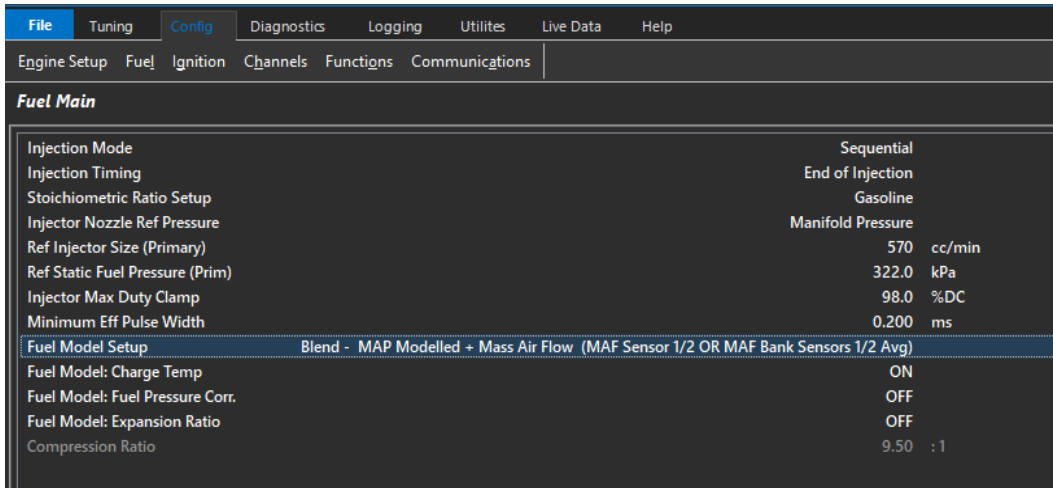 File Tuning Config Diagnostics Logging Utilites Live Data Help
Engine Setup Fuel Ignition Channels Functions Communications
Fuel Main
Injection Mode Sequential
Injection Timing End of Injection
Stoichiometric Ratio Setup Gasoline
Injector Nozzle Ref Pressure Manifold Pressure
Ref Injector Size (Primary) 570 cc/min
Ref Static Fuel Pressure (Prim) 322.0 kPa
Injector Max Duty Clamp 98.0 %DC
Minimum Eff Pulse Width 0.200 ms
Fuel Model Setup Blend - MAP Modelled + Mass Air Flow (MAF Sensor 1/2 OR MAF Bank Sensors 1/2 Avg)
Fuel Model: Charge Temp ON
Fuel Model: Fuel Pressure Corr. OFF
Fuel Model: Expansion Ratio OFF
Compression Ratio 9.50 :1